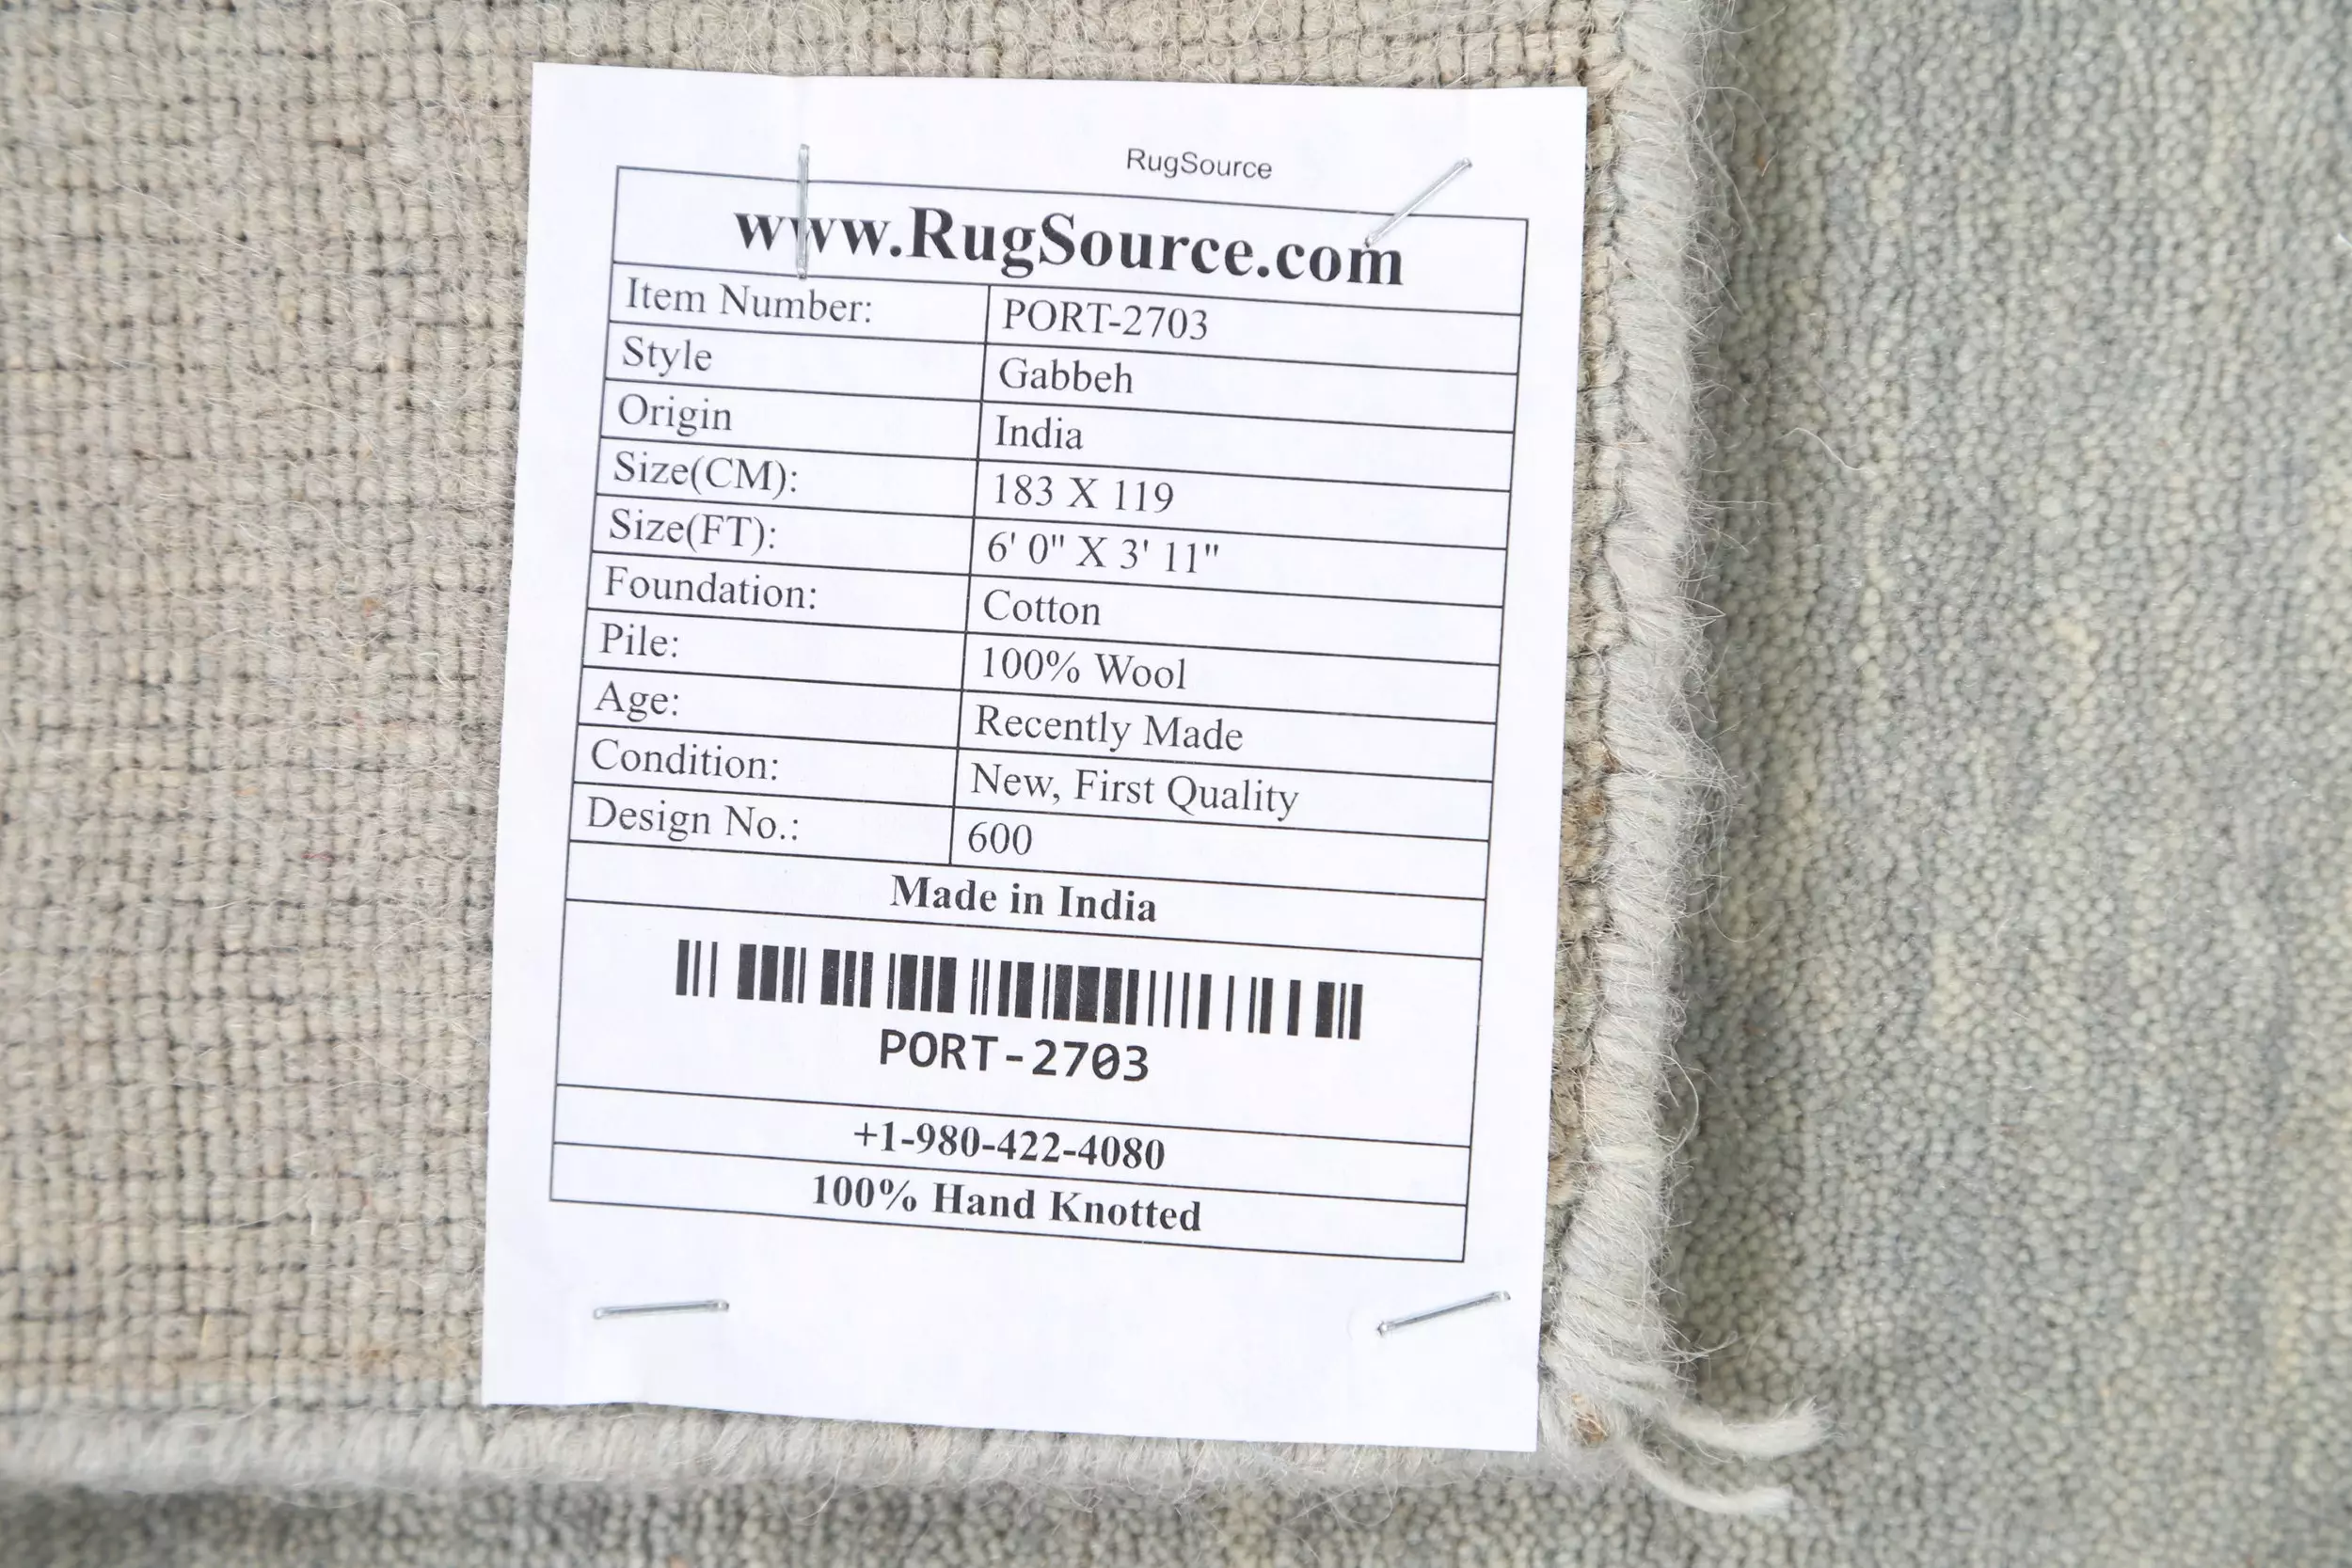 RugSource
www.RugSource.com
Item Number: PORT-2703
Style Gabbeh
Origin India
Size(CM): 183 X 119
Size(FT): 6' 0" X 3' 11"
Foundation: Cotton
Pile: 100% Wool
Age: Recently Made
Condition: New, First Quality
Design No.: 600
Made in India
PORT-2703
+1-980-422-4080
100% Hand Knotted